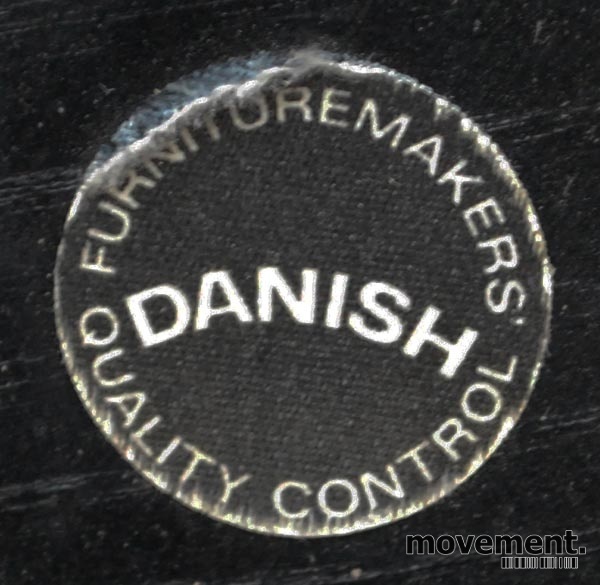 FURNITUREMAKERS'
DANISH
QUALITY CONTROL
movement.